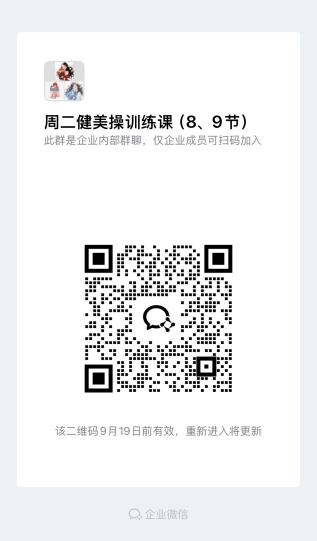 周二健美操训练课（8、9节）
此群是企业内部群聊，仅企业成员可扫码加入
该二维码9月19日前有效，重新进入将更新
企业微信